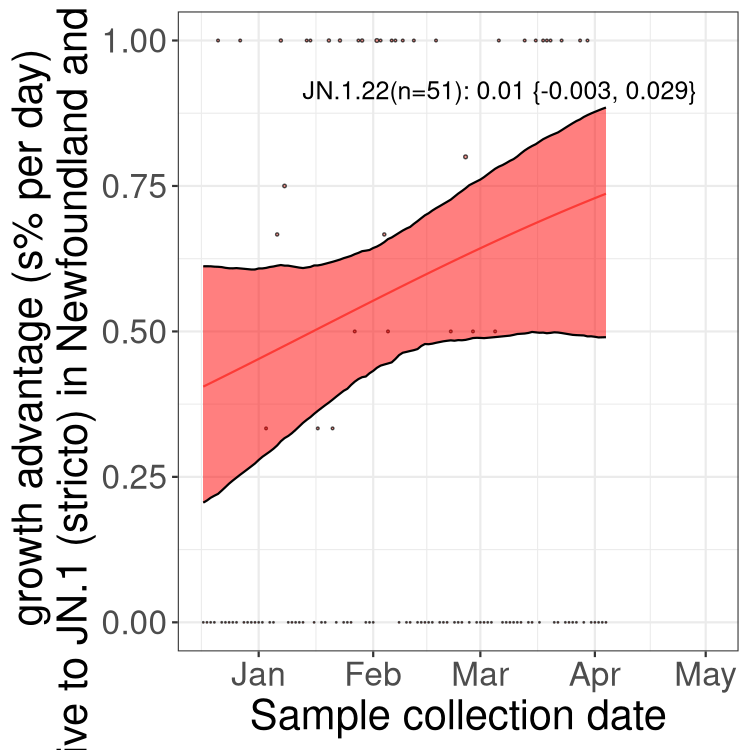 growth advantage (s% per day)
ive to JN.1 (stricto) in Newfoundland and
1.00
0.75
0.50
0.25
0.00
JN.1.22(n=51): 0.01 {-0.003, 0.029}
Jan Feb Mar Apr May
Sample collection date